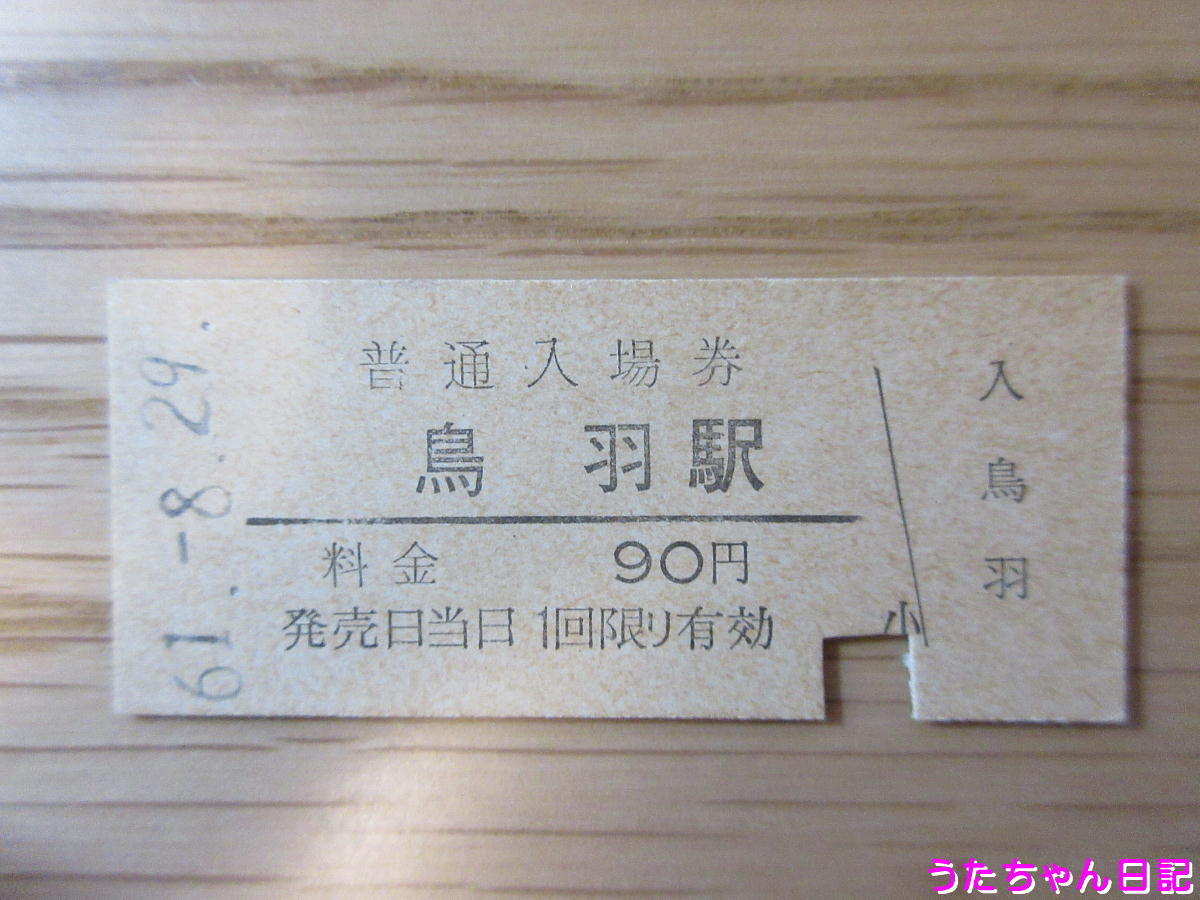 61.-8.29.
普通入場券
鳥羽駅
料金 90円
発売日当日1回限り有効
小
入鳥羽
うたちゃん日記